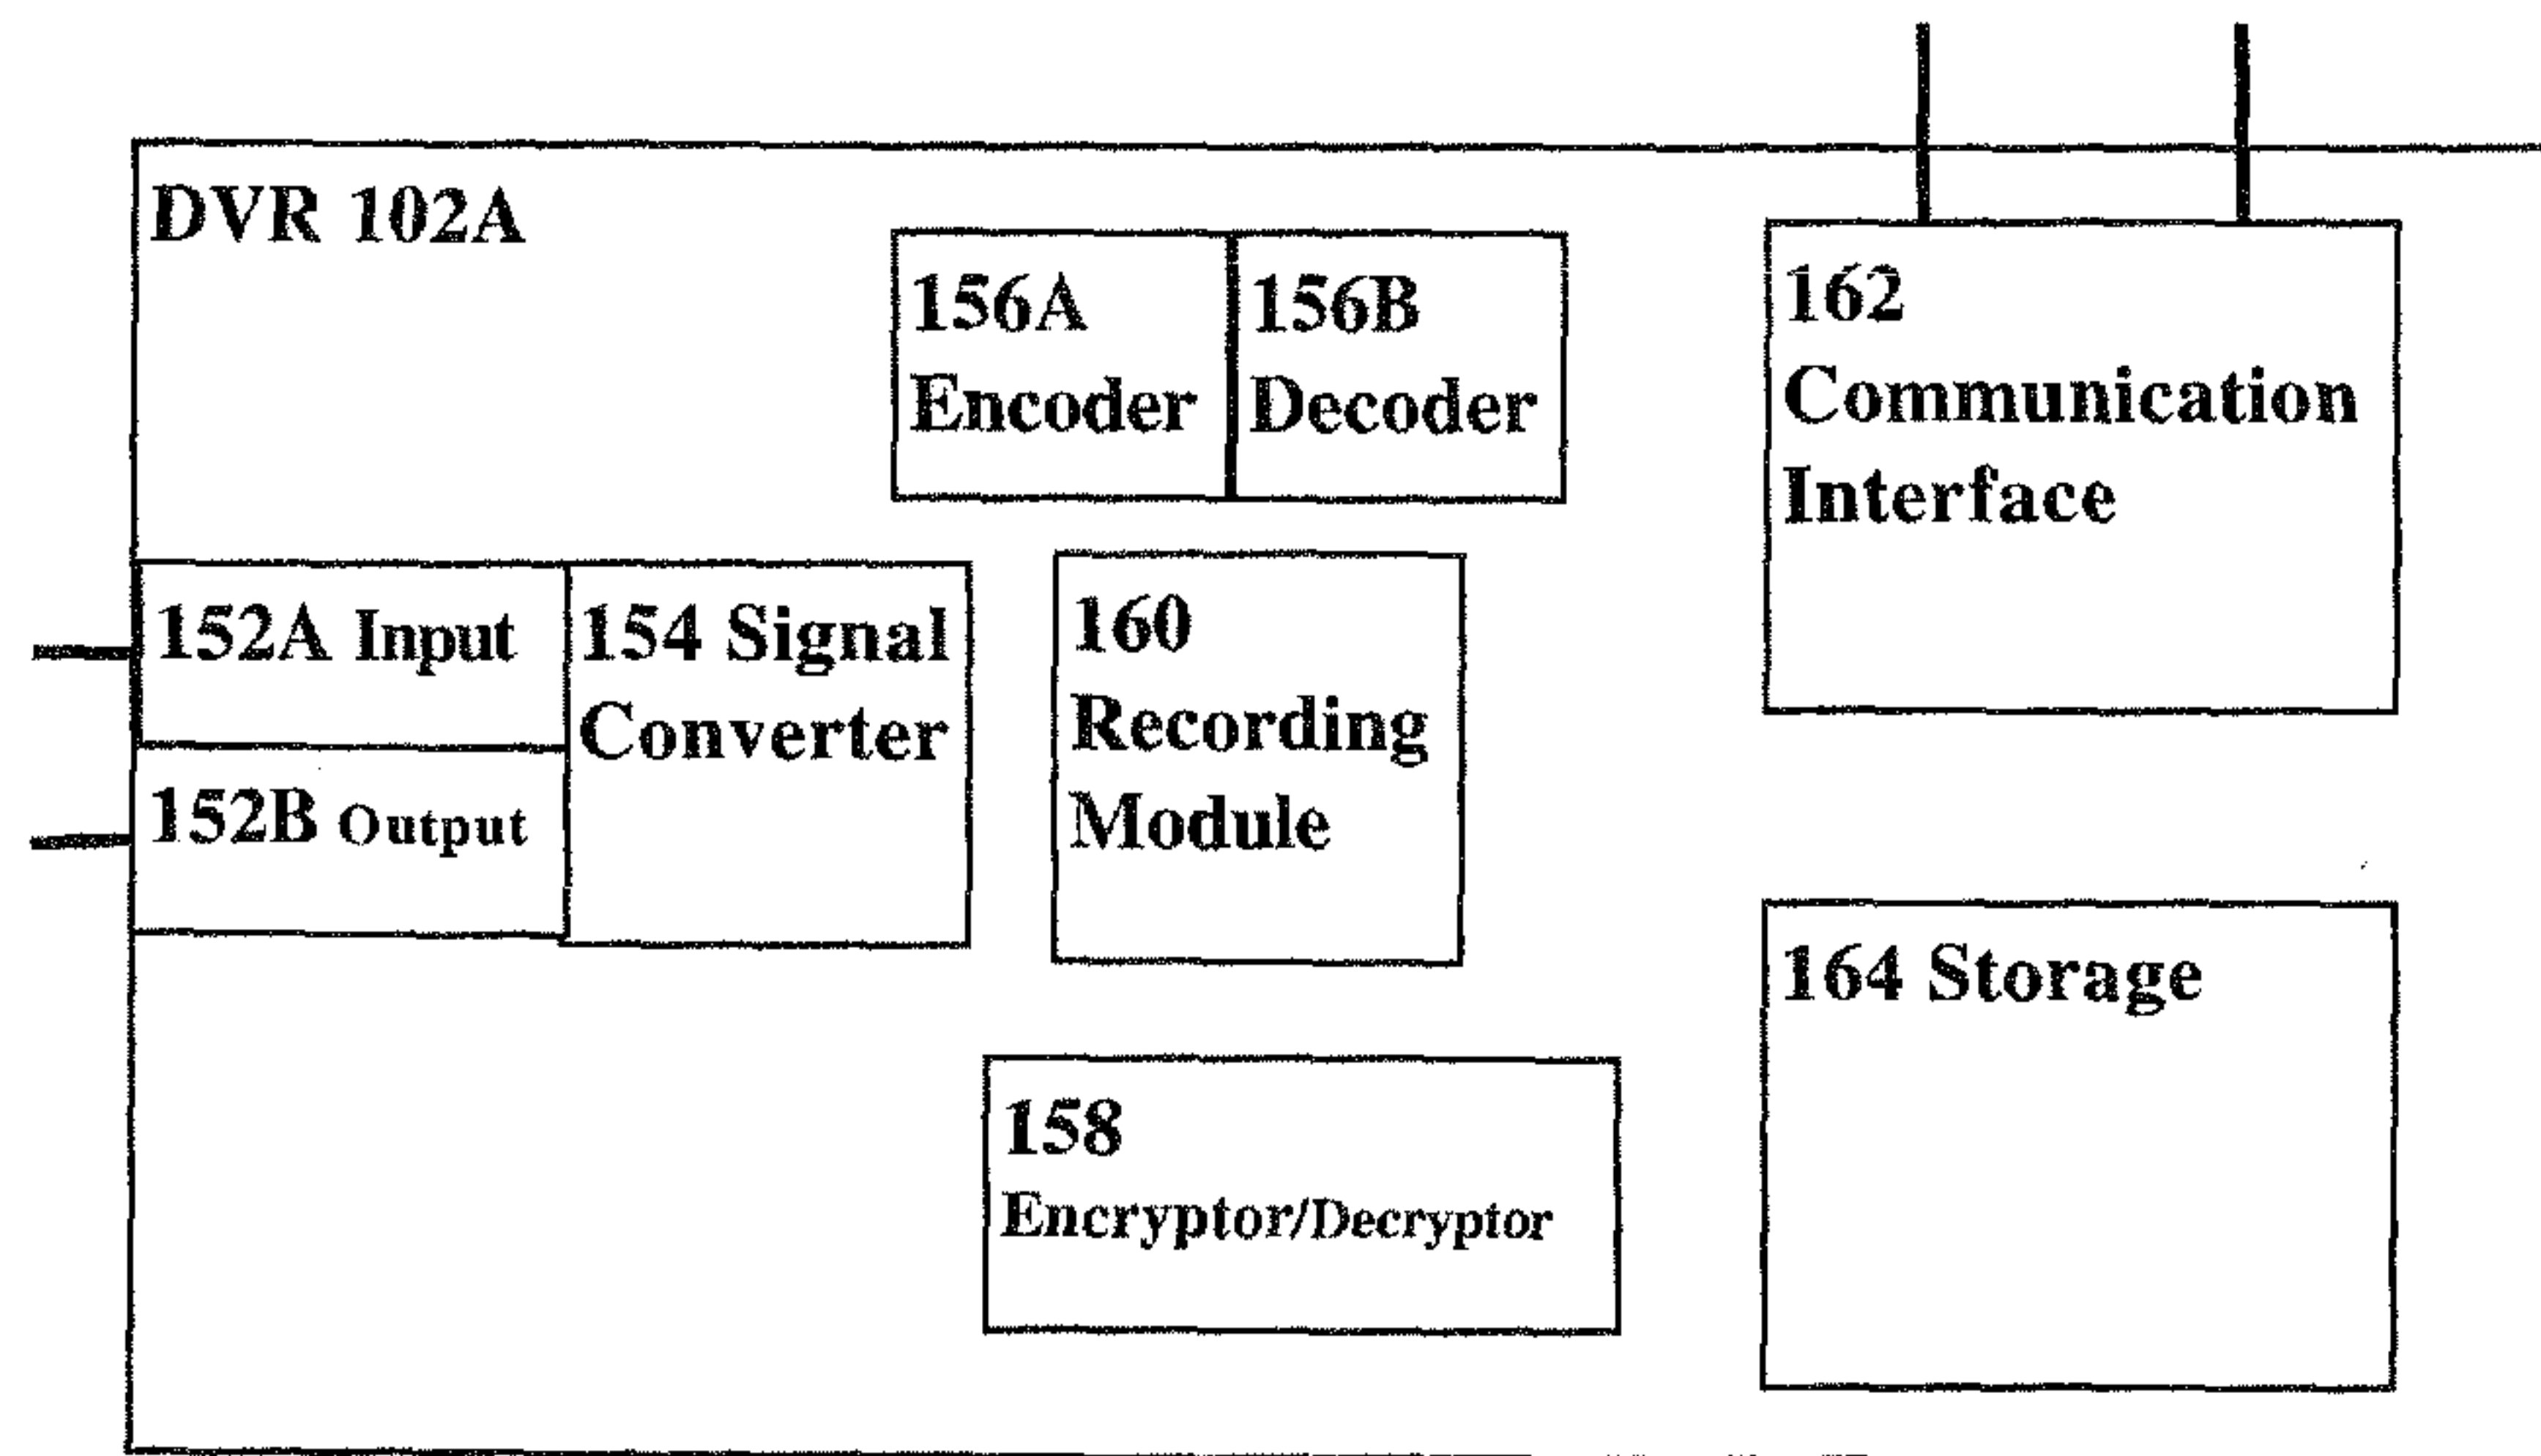 DVR 102A
156A
Encoder
156B
Decoder
162
Communication
Interface
152A Input
152B Output
154 Signal
Converter
160
Recording
Module
164 Storage
158
Encryptor/Decryptor